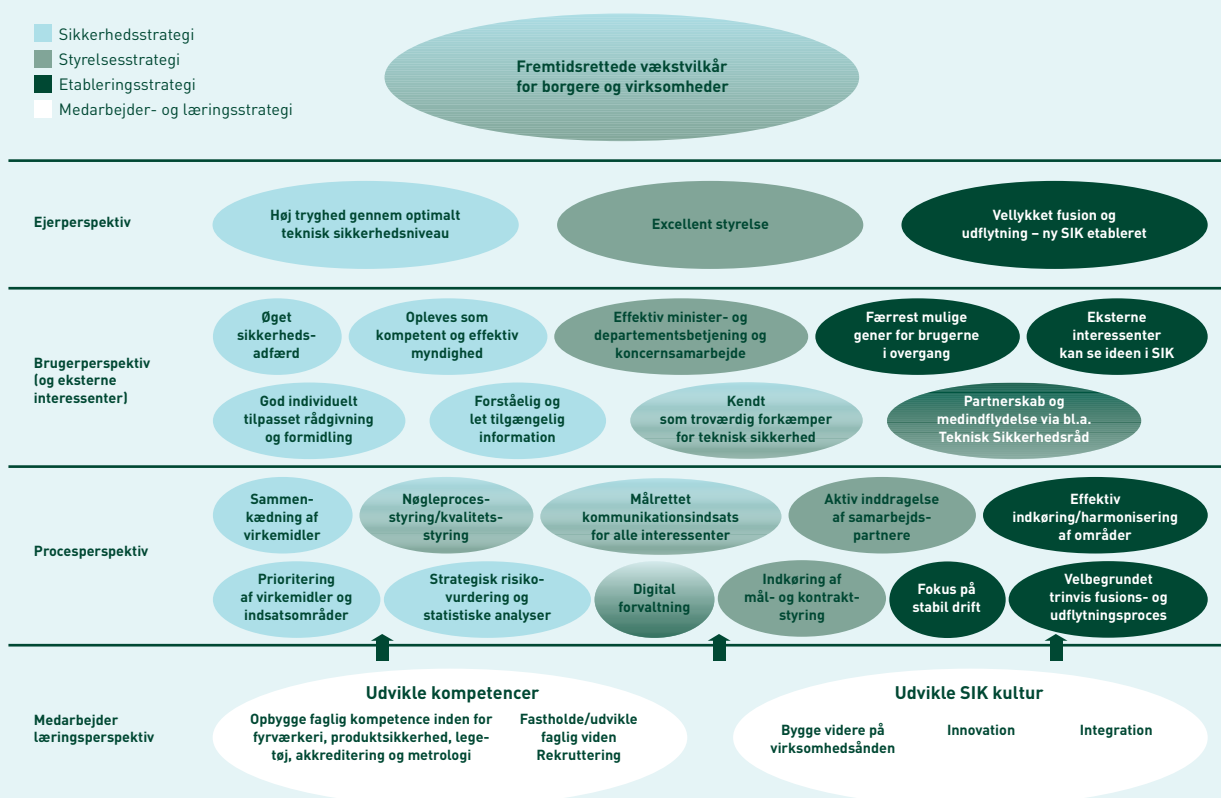 Sikkerhedsstrategi
Styrelsesstrategi
Etableringsstrategi
Medarbejder- og læringsstrategi
Fremtidsrettede vækstvilkår
for borgere og virksomheder
Ejerperspektiv
Høj tryghed gennem optimalt
teknisk sikkerhedsniveau
Excellent styrelse
Vellykket fusion og
udflytning – ny SIK etableret
Brugerperspektiv
(og eksterne
interessenter)
Øget
sikkerheds-
adfærd
Opleves som
kompetent og effektiv
myndighed
Effektiv minister- og
departementsbetjening og
koncernsamarbejde
Færrest mulige
gener for brugerne
i overgang
Eksterne
interessenter
kan se ideen i SIK
God individuelt
tilpasset rådgivning
og formidling
Forståelig og
let tilgængelig
information
Kendt
som troværdig forkæmper
for teknisk sikkerhed
Partnerskab og
medindflydelse via bl.a.
Teknisk Sikkerhedsråd
Procesperspektiv
Sammen-
kædning af
virkemidler
Nøgleproces-
styring/kvalitets-
styring
Målrettet
kommunikationsindsats
for alle interessenter
Aktiv inddragelse
af samarbejds-
partnere
Effektiv
indkøring/harmonisering
af områder
Prioritering
af virkemidler og
indsatsområder
Strategisk risiko-
vurdering og
statistiske analyser
Digital
forvaltning
Indkøring af
mål- og kontrakt-
styring
Fokus på
stabil drift
Velbegrundet
trinvis fusions- og
udflytningsproces
Medarbejder
læringsperspektiv
Udvikle kompetencer
Opbygge faglig kompetence inden for
fyrværkeri, produktsikkerhed, lege-
tøj, akkreditering og metrologi
Fastholde/udvikle
faglig viden
Rekruttering
Udvikle SIK kultur
Bygge videre på
virksomhedsånden
Innovation
Integration